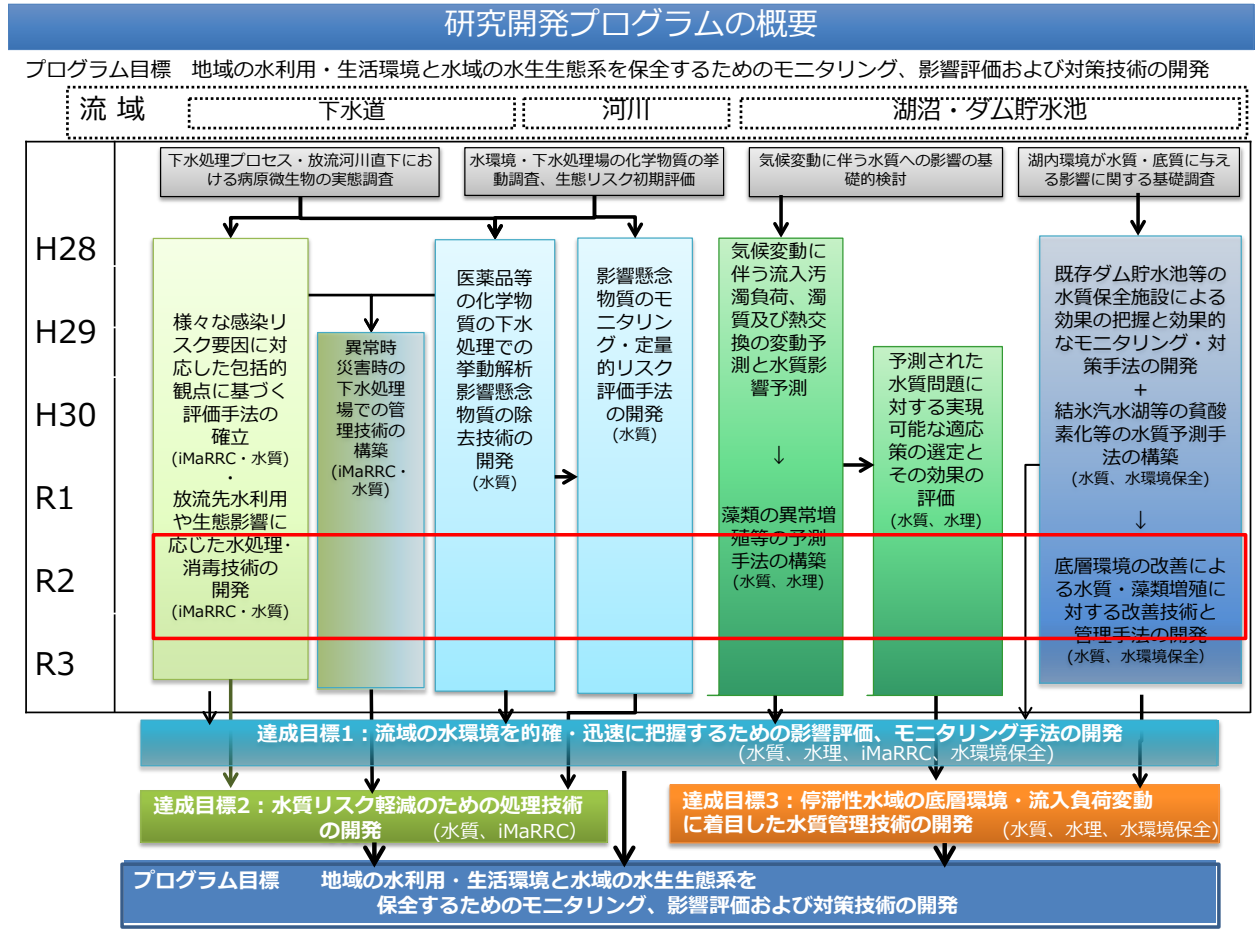 研究開発プログラムの概要
プログラム目標　地域の水利用・生活環境と水域の水生生態系を保全するためのモニタリング、影響評価および対策技術の開発
流 域
下水道
河川
湖沼・ダム貯水池
下水処理プロセス・放流河川直下にお
ける病原微生物の実態調査
水環境・下水処理場の化学物質の挙
動調査、生態リスク初期評価
気候変動に伴う水質への影響の基
礎的検討
湖内環境が水質・底質に与え
る影響に関する基礎調査
H28
H29
H30
R1
R2
R3
様々な感染リ
スク要因に対
応した包括的
観点に基づく
評価手法の
確立
(iMaRRC・水質)
・
放流先水利用
や生態影響に
応じた水処理・
消毒技術の
開発
(iMaRRC・水質)
異常時
災害時の
下水処理
場での管
理技術の
構築
(iMaRRC・
水質)
医薬品等
の化学物
質の下水
処理での
挙動解析
影響懸念
物質の除
去技術の
開発
(水質)
影響懸念
物質のモ
ニタリン
グ・定量
的リスク
評価手法
の開発
(水質)
気候変動に
伴う流入汚
濁負荷、濁
質及び熱交
換の変動予
測と水質影
響予測
↓
藻類の異常増
殖等の予測
手法の構築
(水質、水理)
予測された
水質問題に
対する実現
可能な適応
策の選定と
その効果の
評価
(水質、水理)
既存ダム貯水池等の
水質保全施設による
効果の把握と効果的
なモニタリング・対
策手法の開発
+
結氷汽水湖等の貧酸
素化等の水質予測手
法の構築
(水質、水環境保全)
↓
底層環境の改善によ
る水質・藻類増殖に
対する改善技術と
管理手法の開発
(水質、水環境保全)
達成目標1：流域の水環境を的確・迅速に把握するための影響評価、モニタリング手法の開発
(水質、水理、iMaRRC、水環境保全)
達成目標2：水質リスク軽減のための処理技術
の開発　(水質、iMaRRC)
達成目標3：停滞性水域の底層環境・流入負荷変動
に着目した水質管理技術の開発　(水質、水理、水環境保全)
プログラム目標　地域の水利用・生活環境と水域の水生生態系を
保全するためのモニタリング、影響評価および対策技術の開発